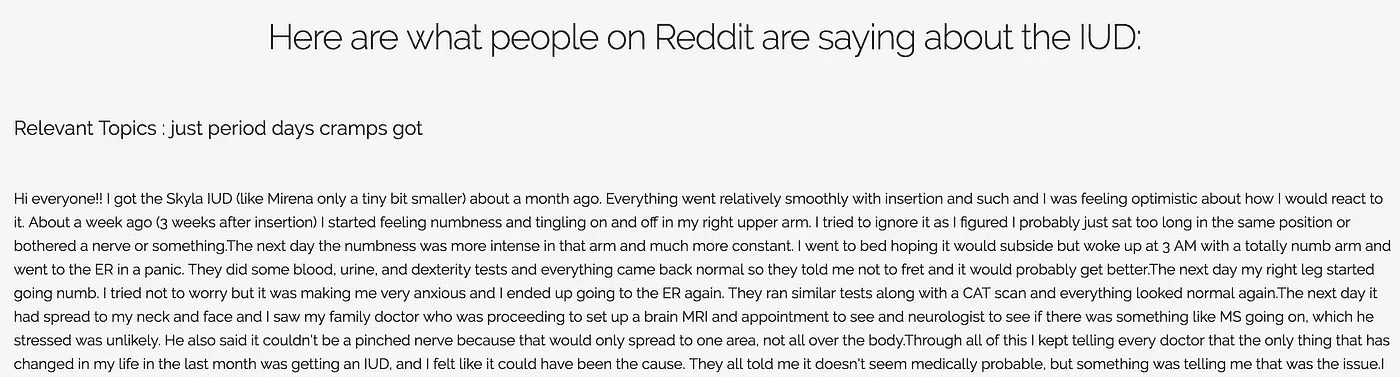 Here are what people on Reddit are saying about the IUD:
Relevant Topics : just period days cramps got
Hi everyone!! I got the Skyla IUD (like Mirena only a tiny bit smaller) about a month ago. Everything went relatively smoothly with insertion and such and I was feeling optimistic about how I would react to
it. About a week ago (3 weeks after insertion) I started feeling numbness and tingling on and off in my right upper arm. I tried to ignore it as I figured I probably just sat too long in the same position or
bothered a nerve or something.The next day the numbness was more intense in that arm and much more constant. I went to bed hoping it would subside but woke up at 3 AM with a totally numb arm and
went to the ER in a panic. They did some blood, urine, and dexterity tests and everything came back normal so they told me not to fret and it would probably get better.The next day my right leg started
going numb. I tried not to worry but it was making me very anxious and I ended up going to the ER again. They ran similar tests along with a CAT scan and everything looked normal again.The next day it
had spread to my neck and face and I saw my family doctor who was proceeding to set up a brain MRI and appointment to see and neurologist to see if there was something like MS going on, which he
stressed was unlikely. He also said it couldn't be a pinched nerve because that would only spread to one area, not all over the body.Through all of this I kept telling every doctor that the only thing that has
changed in my life in the last month was getting an IUD, and I felt like it could have been the cause. They all told me it doesn't seem medically probable, but something was telling me that was the issue.I